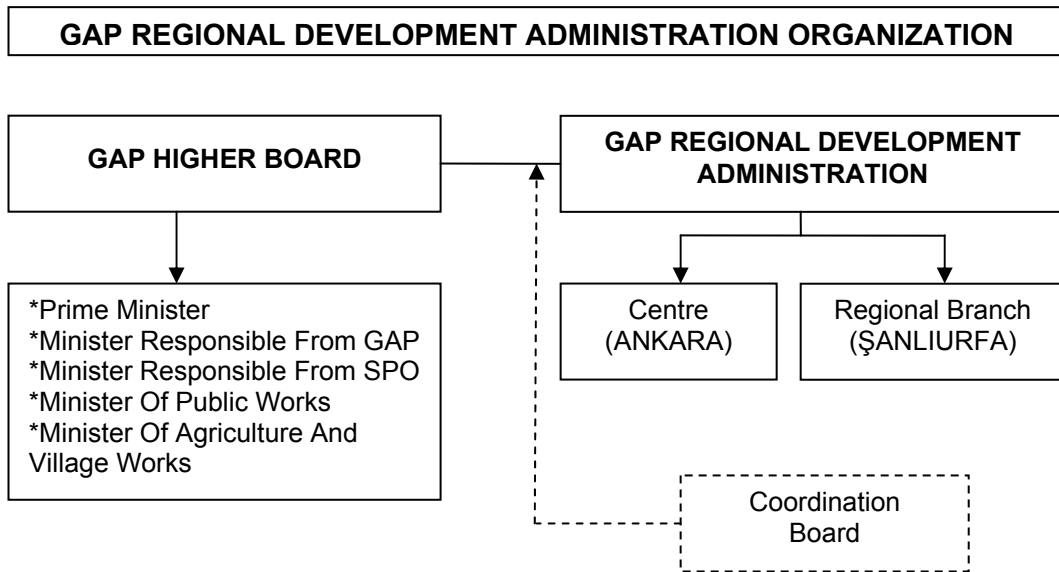 GAP REGIONAL DEVELOPMENT ADMINISTRATION ORGANIZATION
GAP HIGHER BOARD
GAP REGIONAL DEVELOPMENT
ADMINISTRATION
*Prime Minister
*Minister Responsible From GAP
*Minister Responsible From SPO
*Minister Of Public Works
*Minister Of Agriculture And
Village Works
Centre
(ANKARA)
Regional Branch
(ŞANLIURFA)
Coordination
Board